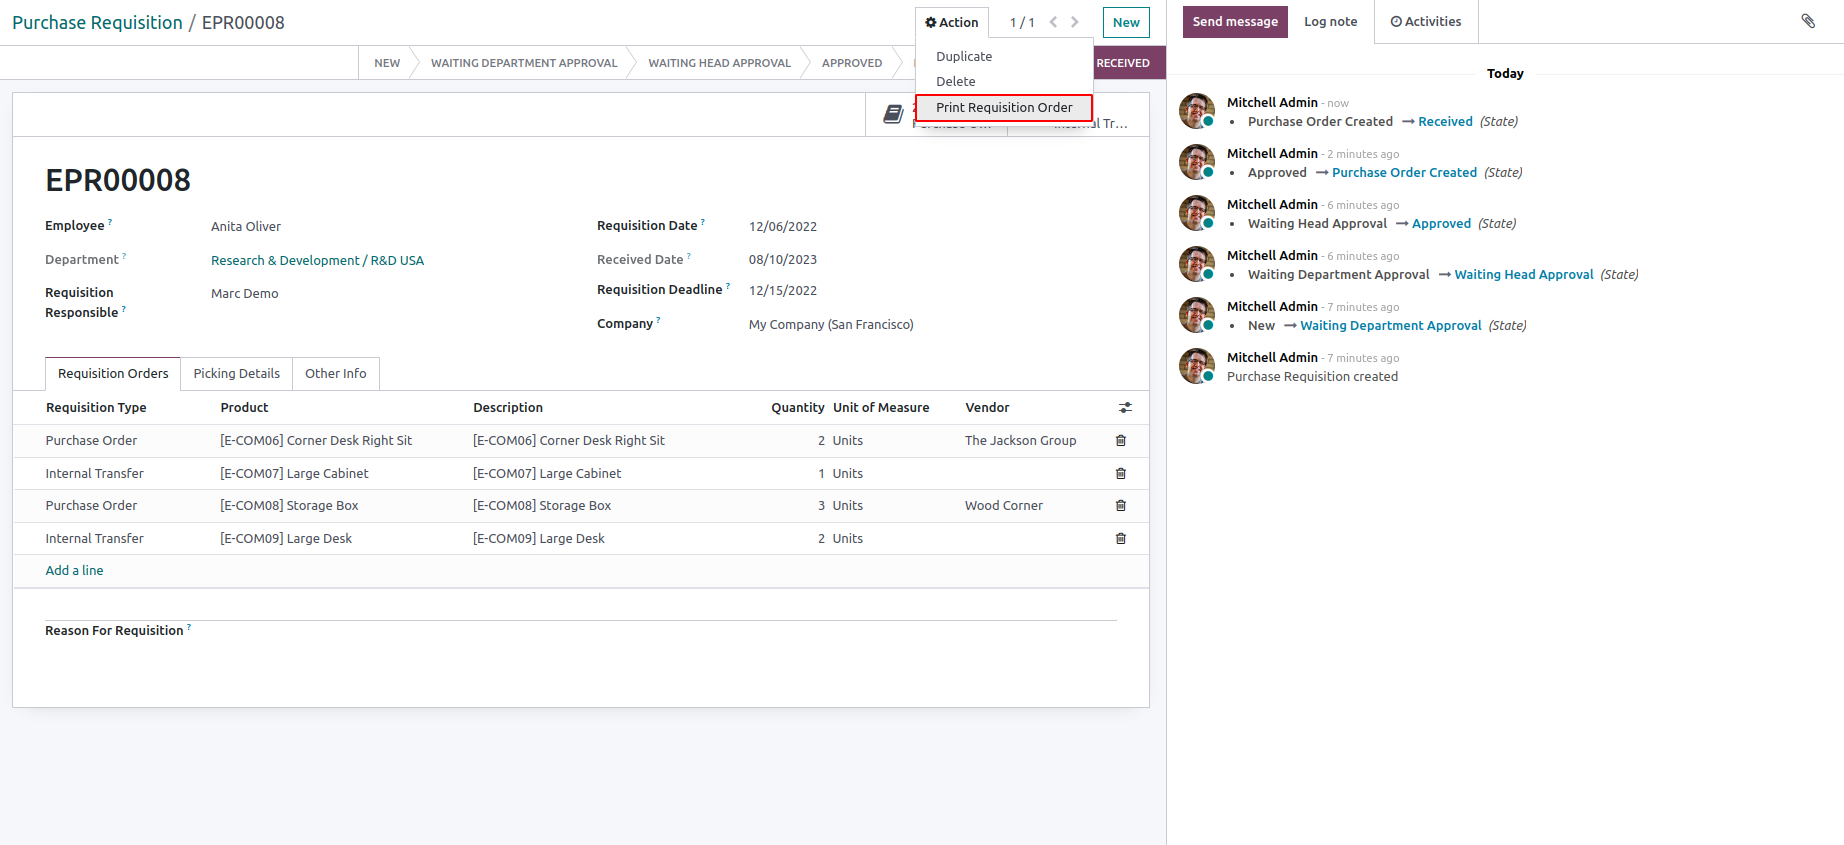 Purchase Requisition / EPR00008
Action
1 / 1
New
Send message
Log note
Activities
NEW
WAITING DEPARTMENT APPROVAL
WAITING HEAD APPROVAL
APPROVED
RECEIVED
Duplicate
Delete
Print Requisition Order
Internal Tr...
EPR00008
Employee ?
Anita Oliver
Department ?
Research & Development / R&D USA
Requisition
Responsible ?
Marc Demo
Requisition Date ?
12/06/2022
Received Date ?
08/10/2023
Requisition Deadline ?
12/15/2022
Company ?
My Company (San Francisco)
Requisition Orders
Picking Details
Other Info
Requisition Type Product Description Quantity Unit of Measure Vendor
Purchase Order [E-COM06] Corner Desk Right Sit [E-COM06] Corner Desk Right Sit 2 Units The Jackson Group
Internal Transfer [E-COM07] Large Cabinet [E-COM07] Large Cabinet 1 Units
Purchase Order [E-COM08] Storage Box [E-COM08] Storage Box 3 Units Wood Corner
Internal Transfer [E-COM09] Large Desk [E-COM09] Large Desk 2 Units
Add a line
Reason For Requisition ?
Today
Mitchell Admin - now
• Purchase Order Created → Received (State)
Mitchell Admin - 2 minutes ago
• Approved → Purchase Order Created (State)
Mitchell Admin - 6 minutes ago
• Waiting Head Approval → Approved (State)
Mitchell Admin - 6 minutes ago
• Waiting Department Approval → Waiting Head Approval (State)
Mitchell Admin - 7 minutes ago
• New → Waiting Department Approval (State)
Mitchell Admin - 7 minutes ago
Purchase Requisition created